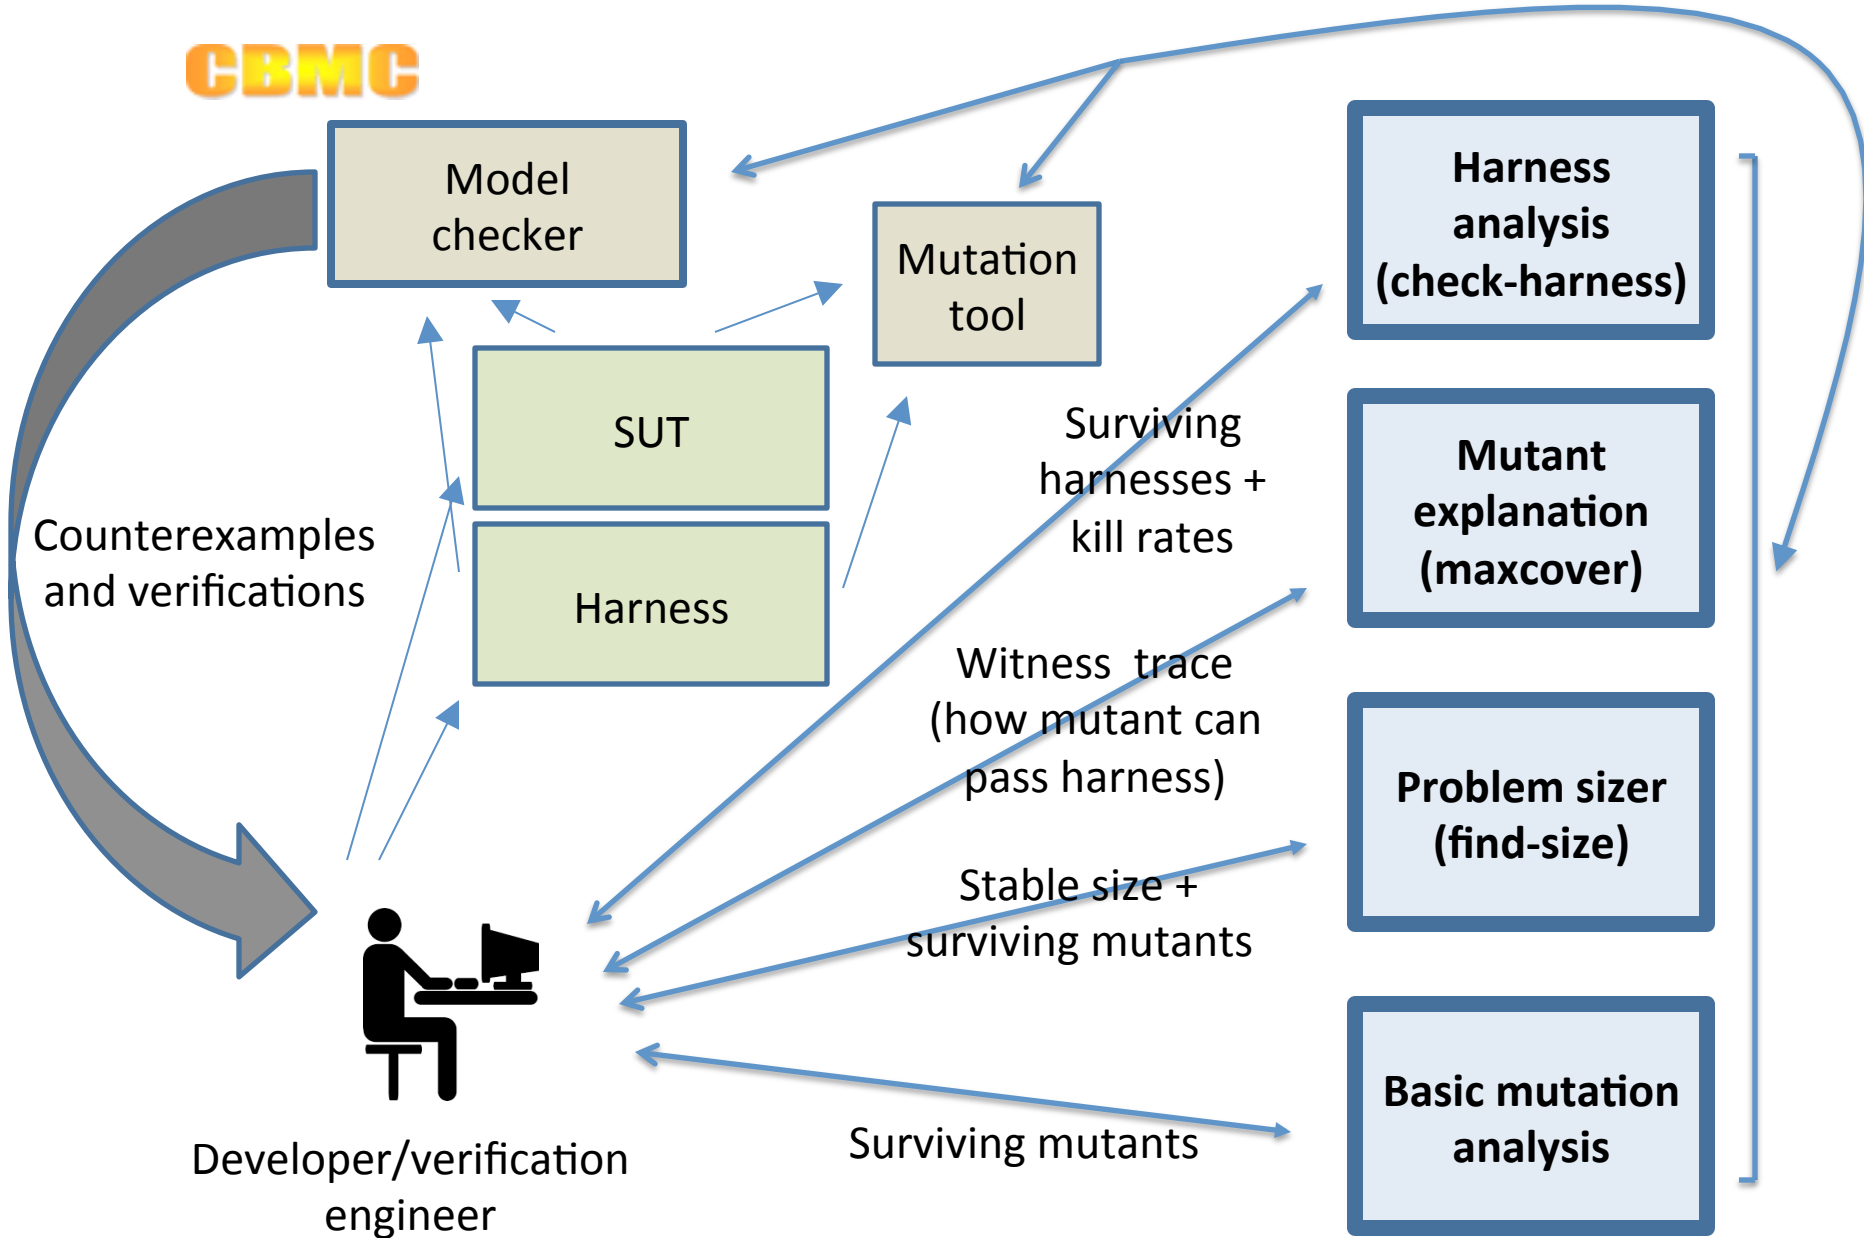 CBMC
Model
checker
Mutation
tool
SUT
Harness
Counterexamples
and verifications
Developer/verification
engineer
Surviving
harnesses +
kill rates
Witness trace
(how mutant can
pass harness)
Stable size +
surviving mutants
Surviving mutants
Harness
analysis
(check-harness)
Mutant
explanation
(maxcover)
Problem sizer
(find-size)
Basic mutation
analysis